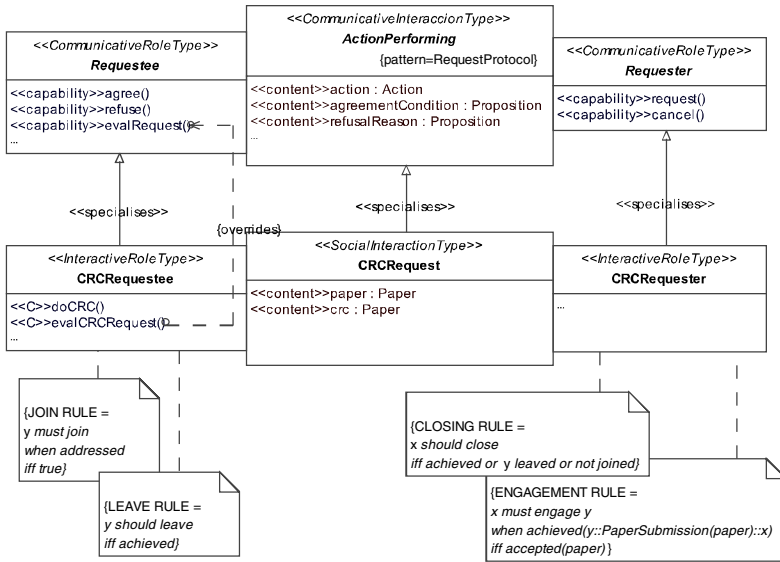 <<CommunicativeRoleType>>
Requestee
<<capability>>agree()
<<capability>>refuse()
<<capability>>evalRequest()
...
<<CommunicativeInteraccionType>>
ActionPerforming
{pattern=RequestProtocol}
<<content>>action : Action
<<content>>agreementCondition : Proposition
<<content>>refusalReason : Proposition
...
<<CommunicativeRoleType>>
Requester
<<capability>>request()
<<capability>>cancel()
<<specialises>>
<<specialises>>
<<specialises>>
{overrides}
<<InteractiveRoleType>>
CRCRequestee
<<C>>doCRC()
<<C>>evalCRCRequest()
...
<<SocialInteractionType>>
CRCRequest
<<content>>paper : Paper
<<content>>crc : Paper
<<InteractiveRoleType>>
CRCRequester
...
{JOIN RULE =
y must join
when addressed
iff true}
{LEAVE RULE =
y should leave
iff achieved}
{CLOSING RULE =
x should close
iff achieved or y leaved or not joined}
{ENGAGEMENT RULE =
x must engage y
when achieved(y::PaperSubmission(paper)::x)
iff accepted(paper) }